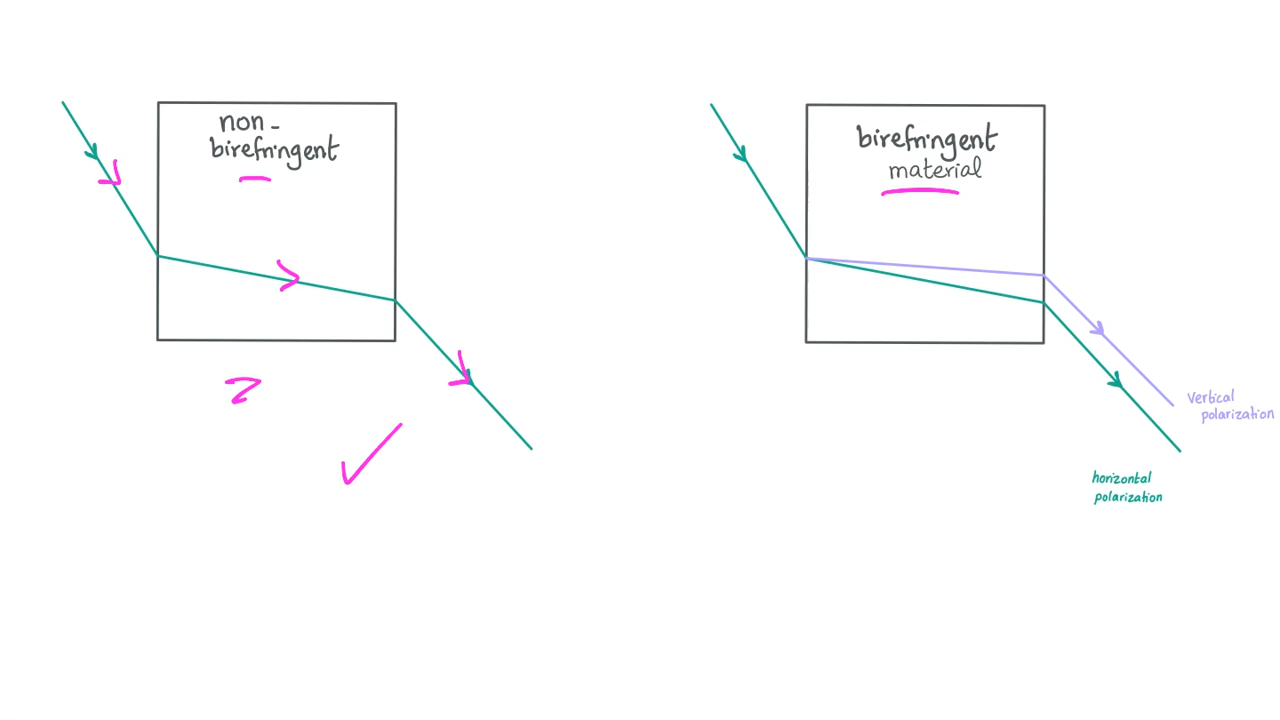 non-
birefringent
birefringent
material
Vertical
polarization
horizontal
polarization